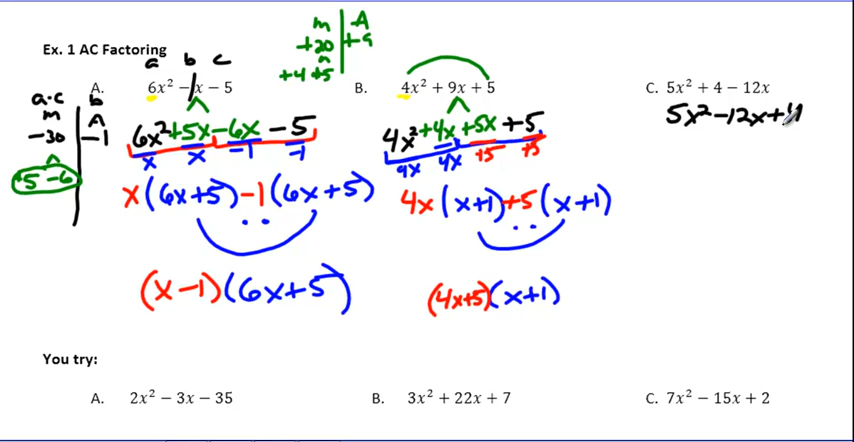 m | A
+20 | +9
+4 +5
Ex. 1 AC Factoring
a b c
A. 6x² − 1x − 5
B. 4x² + 9x + 5
C. 5x² + 4 − 12x
a·c b
m A
−30 −1
+5 −6
6x²+5x−6x −5
x x −1 −1
x(6x+5)−1(6x+5)
(x−1)(6x+5)
4x²+4x+5x+5
4x 4x +5 +5
4x(x+1)+5(x+1)
(4x+5)(x+1)
5x²−12x+4
You try:
A. 2x² − 3x − 35
B. 3x² + 22x + 7
C. 7x² − 15x + 2